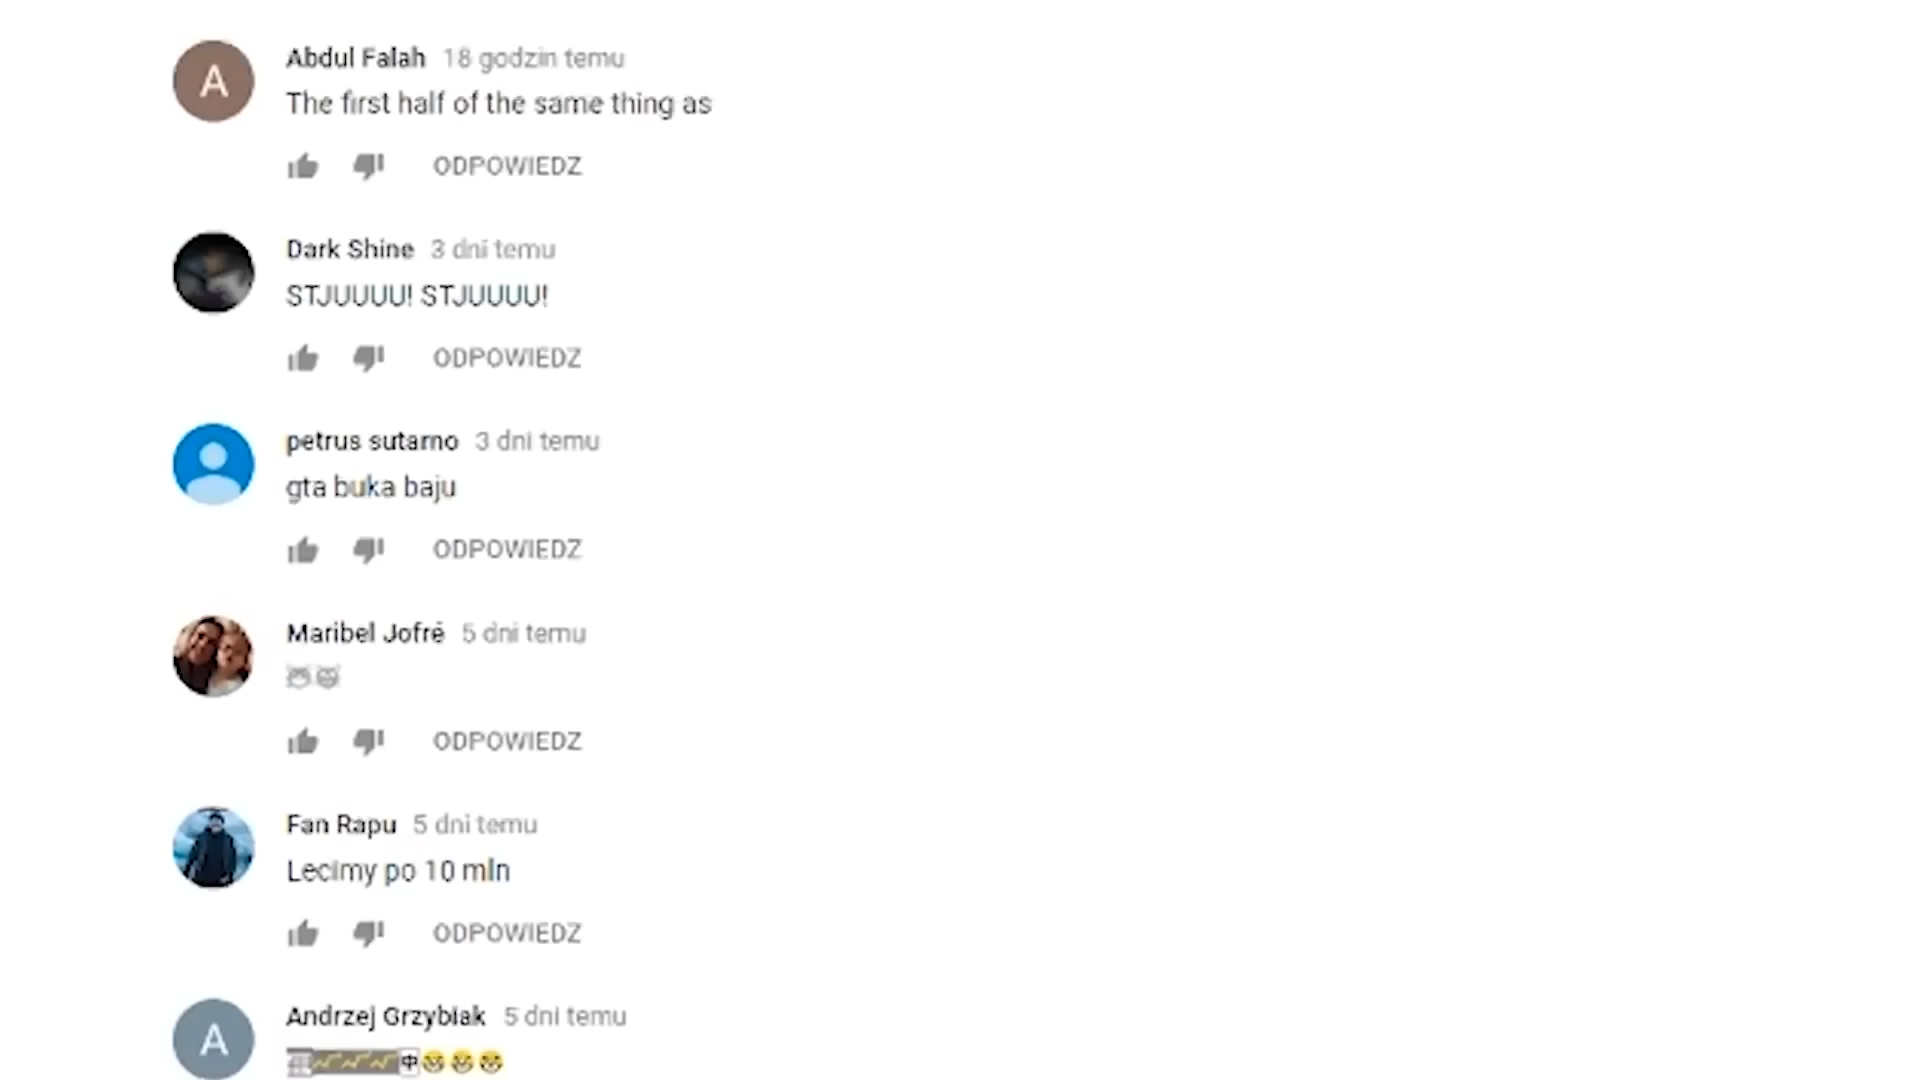 A
Abdul Falah 18 godzin temu
The first half of the same thing as
ODPOWIEDZ
Dark Shine 3 dni temu
STJUUUU! STJUUUU!
ODPOWIEDZ
petrus sutarno 3 dni temu
gta buka baju
ODPOWIEDZ
Maribel Jofré 5 dni temu
ODPOWIEDZ
Fan Rapu 5 dni temu
Lecimy po 10 mln
ODPOWIEDZ
A
Andrzej Grzybiak 5 dni temu